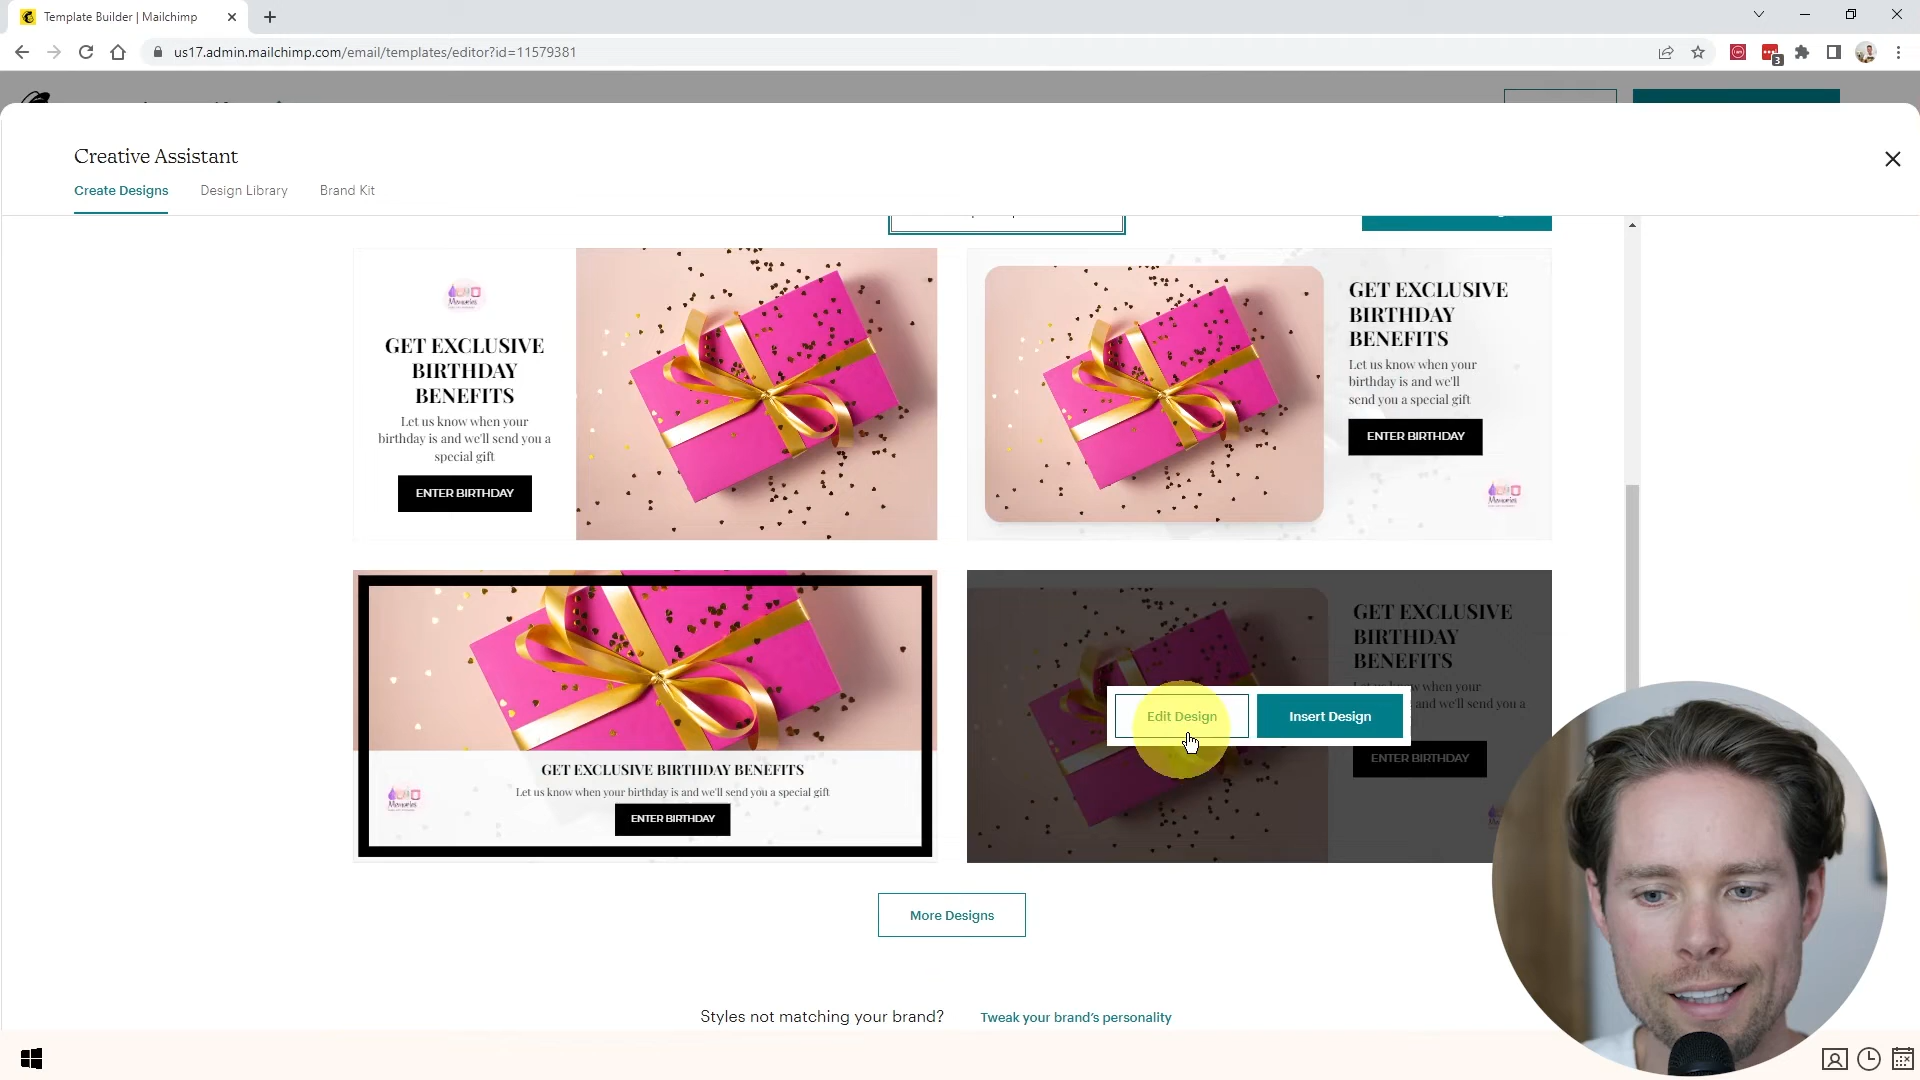 Template Builder | Mailchimp
us17.admin.mailchimp.com/email/templates/editor?id=11579381
3
Creative Assistant
Create Designs
Design Library
Brand Kit
Memories
GET EXCLUSIVE
BIRTHDAY
BENEFITS
Let us know when your
birthday is and we'll send you a
special gift
ENTER BIRTHDAY
GET EXCLUSIVE
BIRTHDAY
BENEFITS
Let us know when your
birthday is and we'll
send you a special gift
ENTER BIRTHDAY
Memories
GET EXCLUSIVE BIRTHDAY BENEFITS
Let us know when your birthday is and we'll send you a special gift
ENTER BIRTHDAY
Memories
GET EXCLUSIVE
BIRTHDAY
BENEFITS
know when your
and we'll send you a
ENTER BIRTHDAY
Edit Design
Insert Design
More Designs
Styles not matching your brand?
Tweak your brand's personality